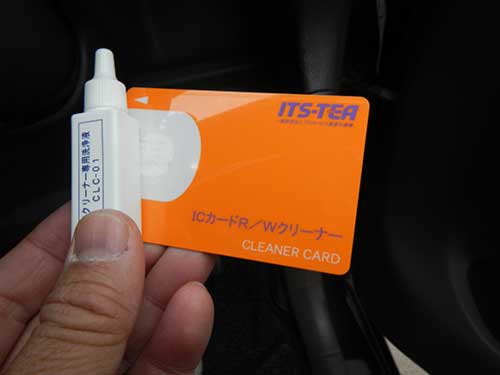 クリーナー専用洗浄液
CLC-01
ITS-TEA
ICカードR／Wクリーナー
CLEANER CARD